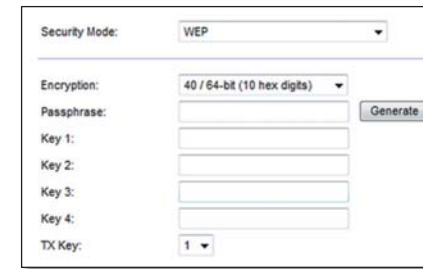 Security Mode: WEP
Encryption: 40 / 64-bit (10 hex digits)
Passphrase: Generate
Key 1:
Key 2:
Key 3:
Key 4:
TX Key: 1